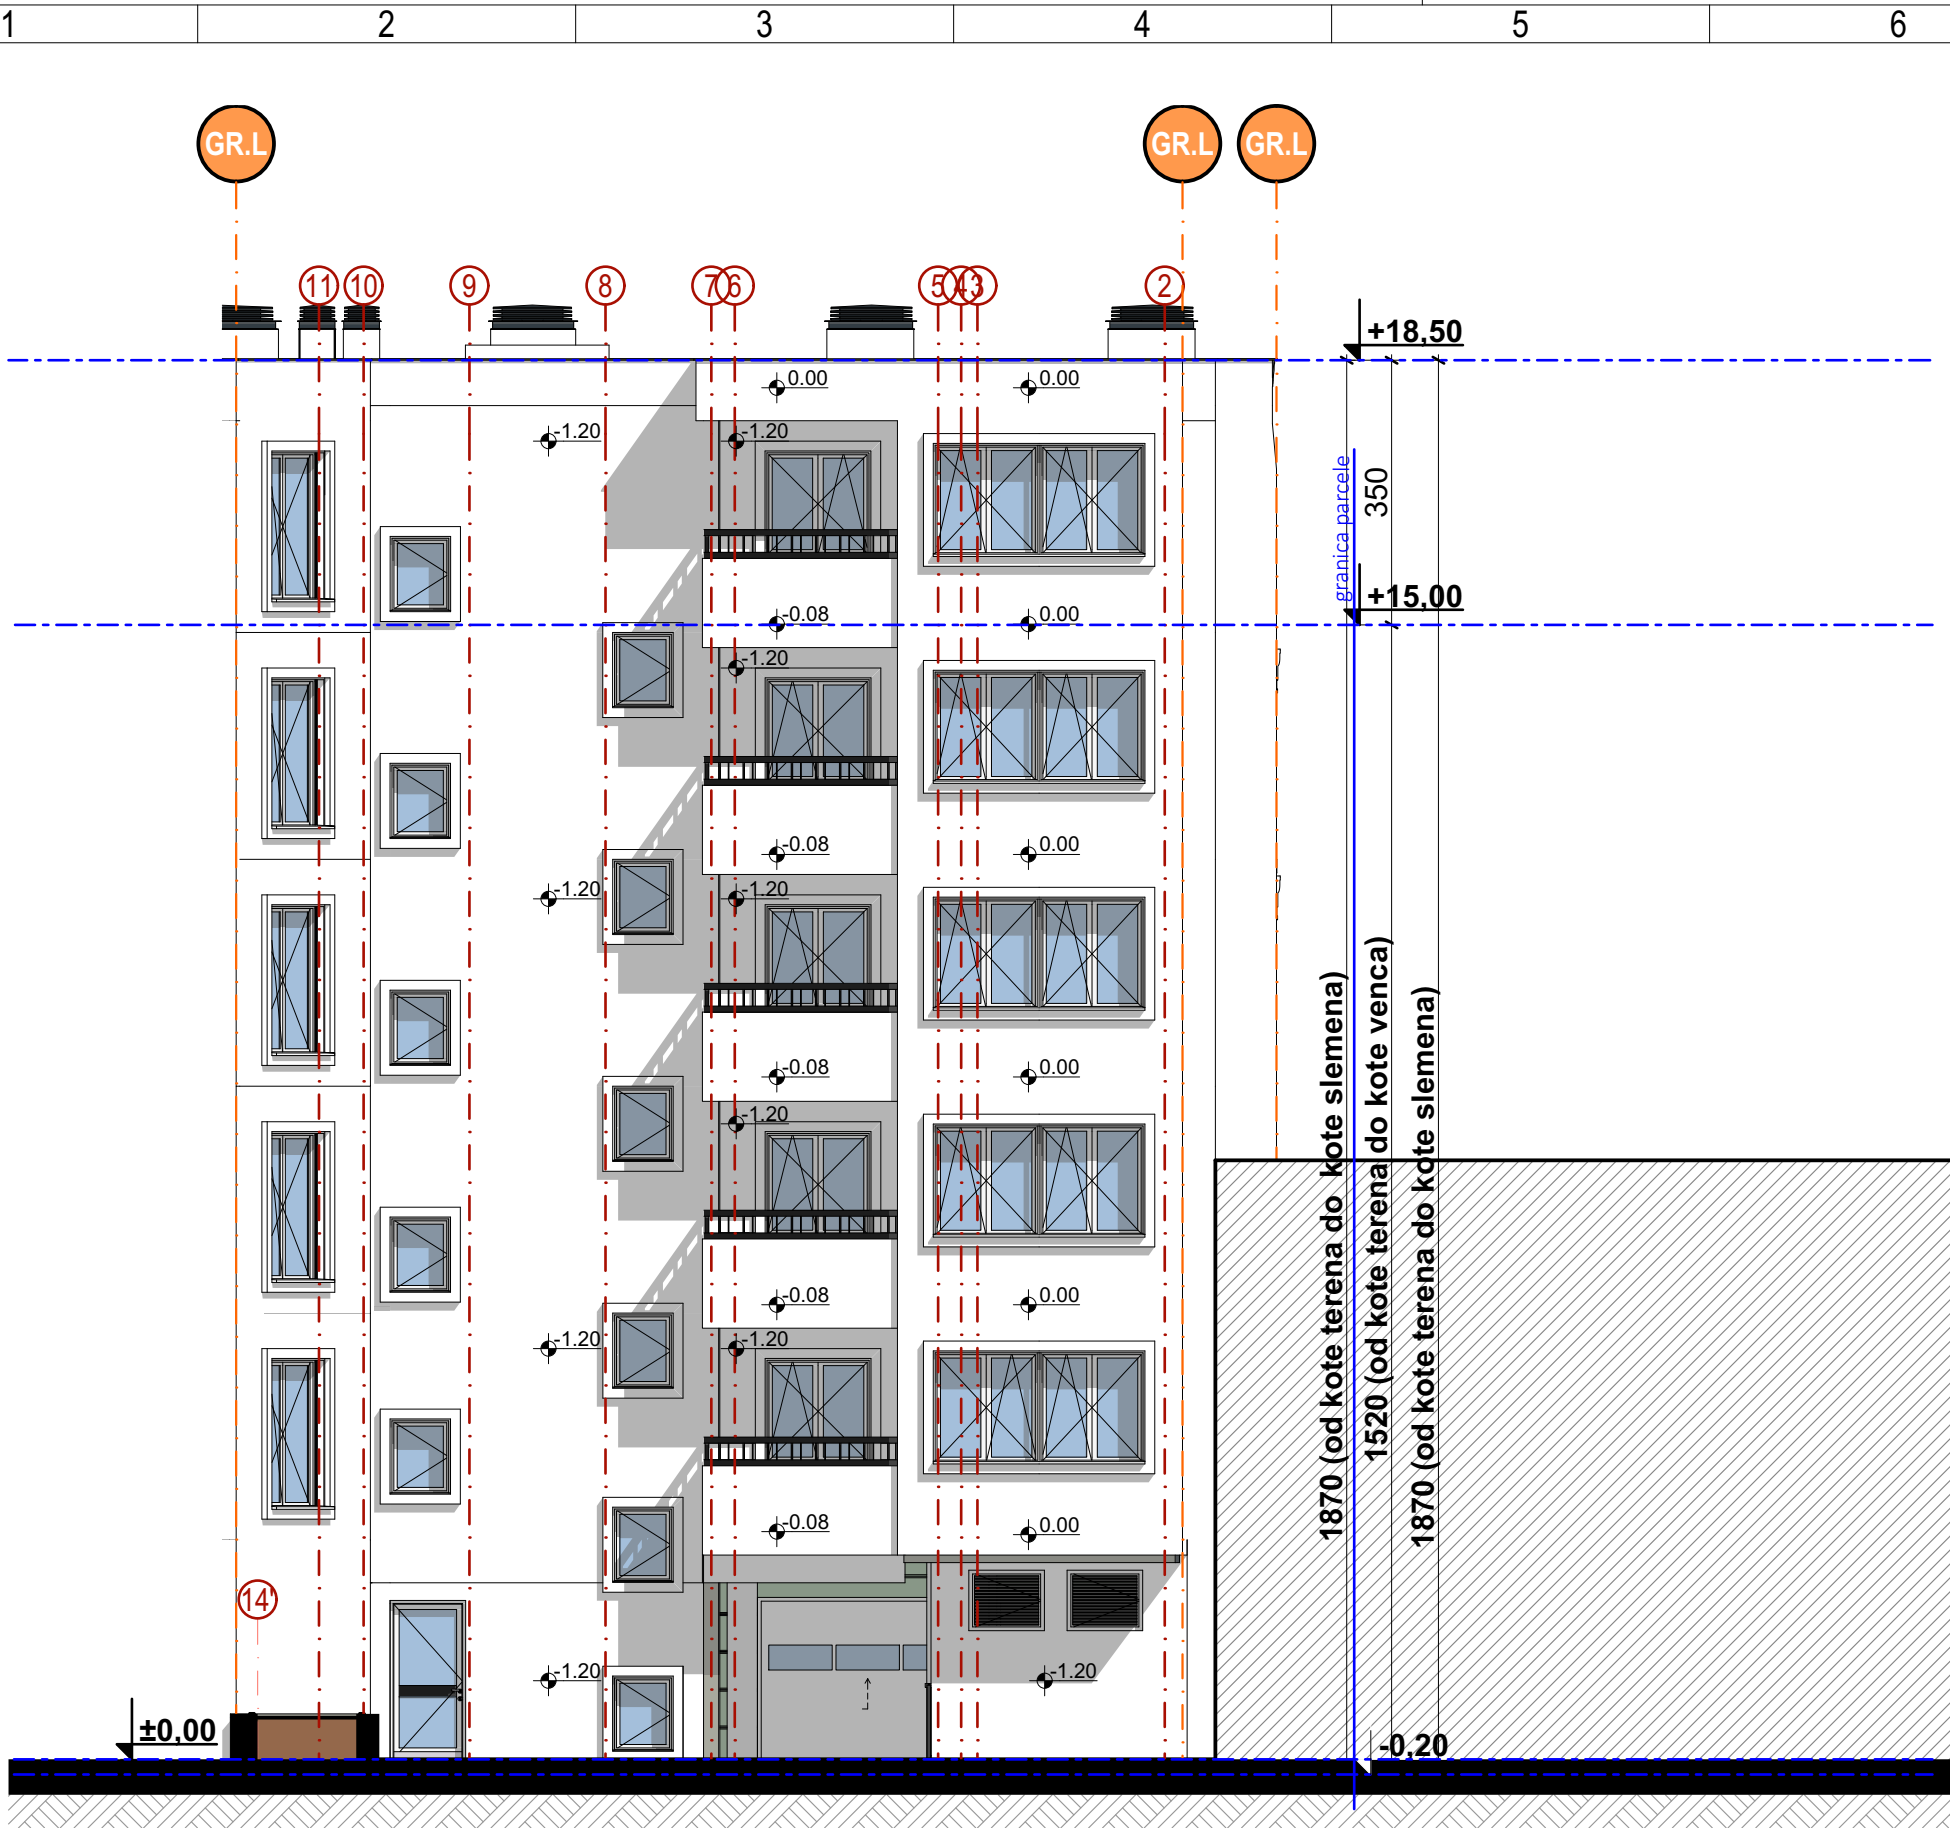 1 2 3 4 5 6
GR.L GR.L GR.L
11 10 9 8 7 6 5 4 3 2
+18,50
0.00 0.00
-1.20 -1.20
350
granica parcele
+15,00
-0.08 0.00
-1.20
-0.08 0.00
-1.20 -1.20
-0.08 0.00
-1.20
-0.08 0.00
-1.20 -1.20
-0.08 0.00
1870 (od kote terena do kote slemena)
1520 (od kote terena do kote venca)
1870 (od kote terena do kote slemena)
14'
-1.20 -1.20
±0,00
-0,20